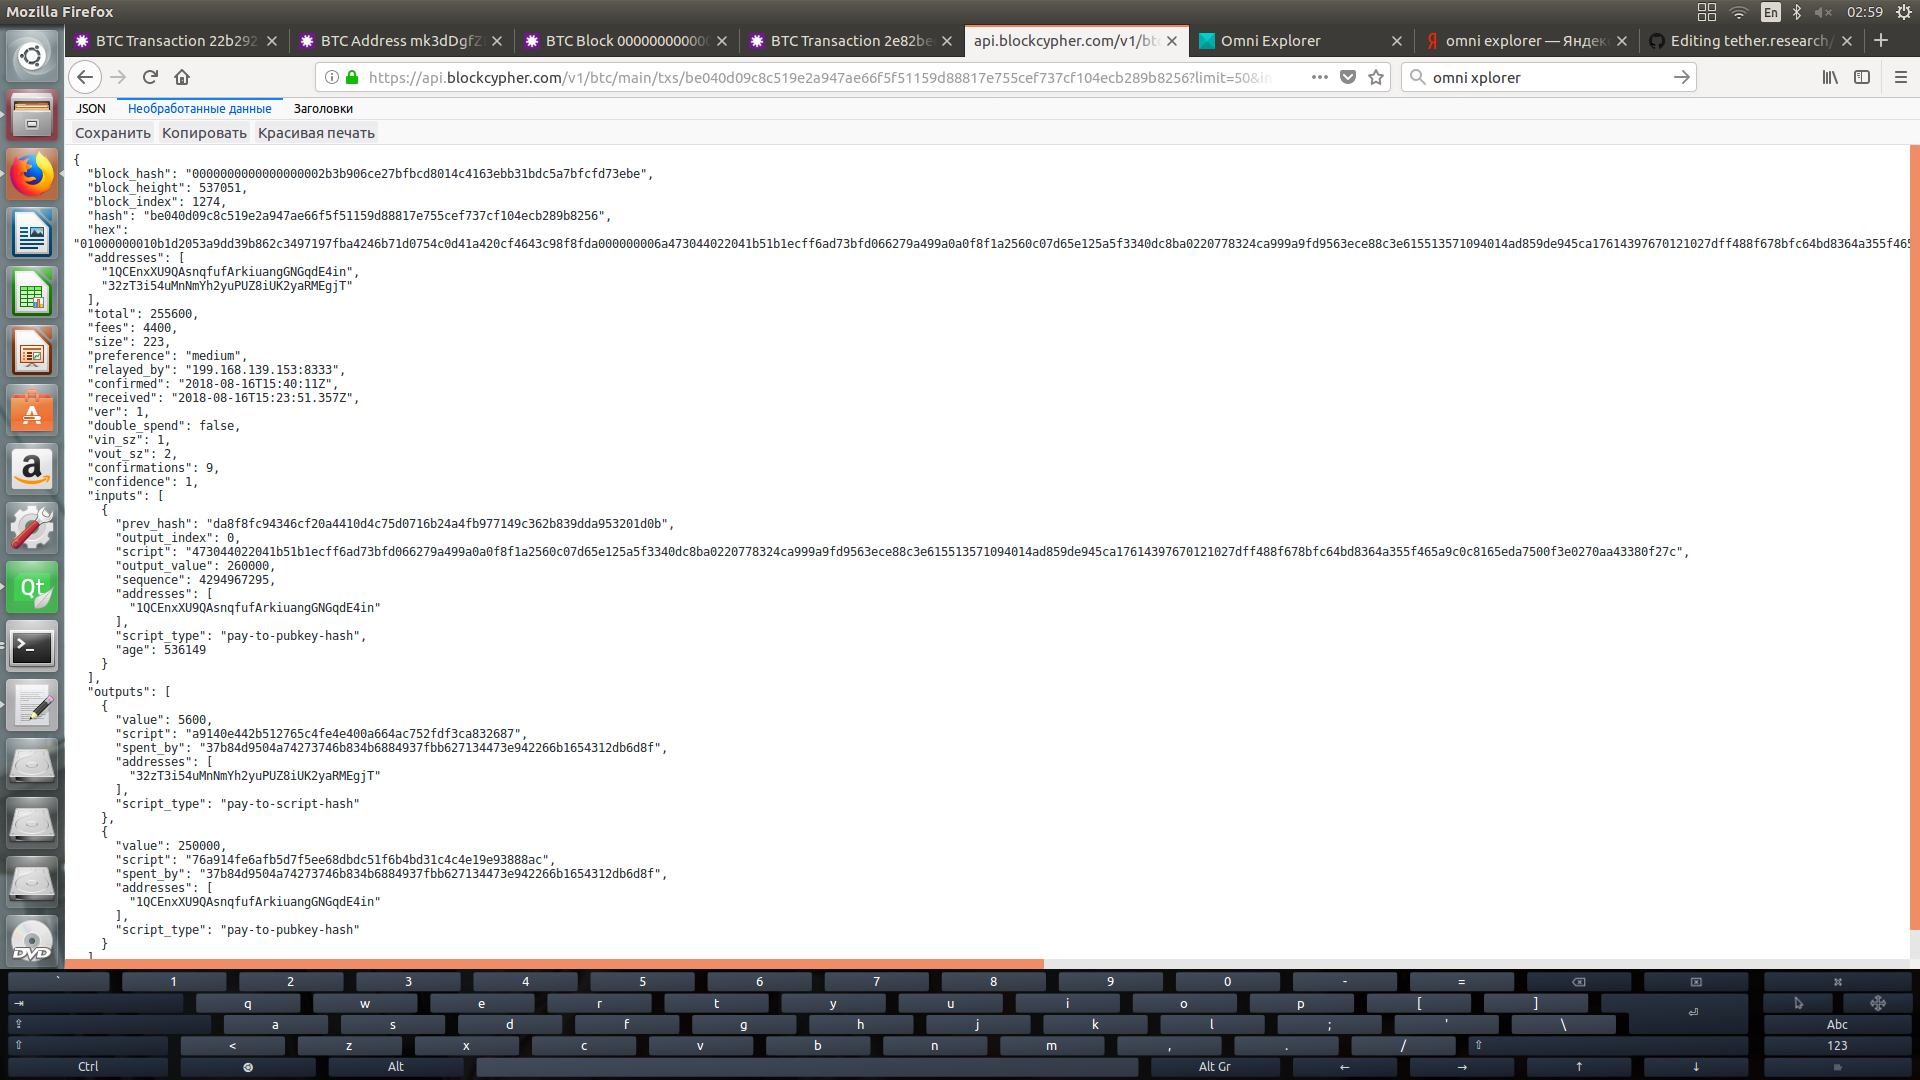 Mozilla Firefox
En
02:59
BTC Transaction 22b292
BTC Address mk3dDgfZ
BTC Block 000000000000
BTC Transaction 2e82be
api.blockcypher.com/v1/btc
Omni Explorer
omni explorer — Яндекс
Editing tether.research/
https://api.blockcypher.com/v1/btc/main/txs/be040d09c8c519e2a947ae66f5f51159d88817e755cef737cf104ecb289b8256?limit=50&in
omni xplorer
JSON
Необработанные данные
Заголовки
Сохранить
Копировать
Красивая печать
{
"block_hash": "0000000000000000002b3b906ce27bfbcd8014c4163ebb31bdc5a7bfcfd73ebe",
"block_height": 537051,
"block_index": 1274,
"hash": "be040d09c8c519e2a947ae66f5f51159d88817e755cef737cf104ecb289b8256",
"hex":
"01000000010b1d2053a9dd39b862c3497197fba4246b71d0754c0d41a420cf4643c98f8fda000000006a473044022041b51b1ecff6ad73bfd066279a499a0a0f8f1a2560c07d65e125a5f3340dc8ba0220778324ca999a9fd9563ece88c3e615513571094014ad859de945ca17614397670121027dff488f678bfc64bd8364a355f465
"addresses": [
"1QCEnxXU9QAsnqfufArkiuangGNGqdE4in",
"32zT3i54uMnNmYh2yuPUZ8iUK2yaRMEgjT"
],
"total": 255600,
"fees": 4400,
"size": 223,
"preference": "medium",
"relayed_by": "199.168.139.153:8333",
"confirmed": "2018-08-16T15:40:11Z",
"received": "2018-08-16T15:23:51.357Z",
"ver": 1,
"double_spend": false,
"vin_sz": 1,
"vout_sz": 2,
"confirmations": 9,
"confidence": 1,
"inputs": [
{
"prev_hash": "da8f8fc94346cf20a4410d4c75d0716b24a4fb977149c362b839dda953201d0b",
"output_index": 0,
"script": "473044022041b51b1ecff6ad73bfd066279a499a0a0f8f1a2560c07d65e125a5f3340dc8ba0220778324ca999a9fd9563ece88c3e615513571094014ad859de945ca17614397670121027dff488f678bfc64bd8364a355f465a9c0c8165eda7500f3e0270aa43380f27c",
"output_value": 260000,
"sequence": 4294967295,
"addresses": [
"1QCEnxXU9QAsnqfufArkiuangGNGqdE4in"
],
"script_type": "pay-to-pubkey-hash",
"age": 536149
}
],
"outputs": [
{
"value": 5600,
"script": "a9140e442b512765c4fe4e400a664ac752fdf3ca832687",
"spent_by": "37b84d9504a74273746b834b6884937fbb627134473e942266b1654312db6d8f",
"addresses": [
"32zT3i54uMnNmYh2yuPUZ8iUK2yaRMEgjT"
],
"script_type": "pay-to-script-hash"
},
{
"value": 250000,
"script": "76a914fe6afb5d7f5ee68dbdc51f6b4bd31c4c4e19e93888ac",
"spent_by": "37b84d9504a74273746b834b6884937fbb627134473e942266b1654312db6d8f",
"addresses": [
"1QCEnxXU9QAsnqfufArkiuangGNGqdE4in"
],
"script_type": "pay-to-pubkey-hash"
}
]
Qt
DVD
` 1 2 3 4 5 6 7 8 9 0 - =
q w e r t y u i o p [ ]
a s d f g h j k l ; ' \ Abc
< z x c v b n m , . / 123
Ctrl Alt Alt Gr ← → ↑ ↓